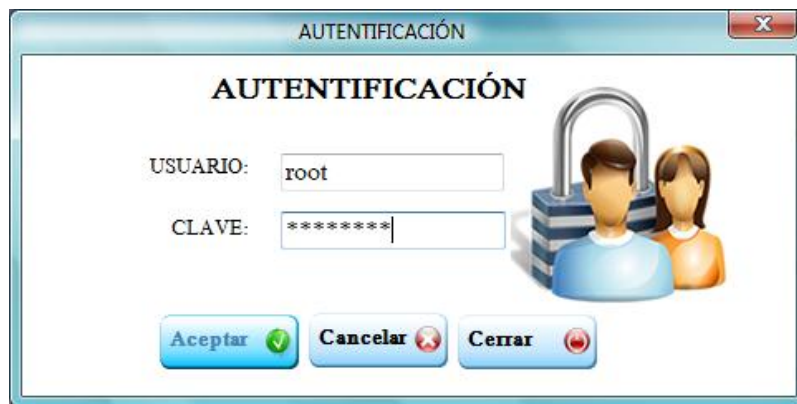 AUTENTIFICACIÓN
AUTENTIFICACIÓN
USUARIO: root
CLAVE: ********
Aceptar Cancelar Cerrar